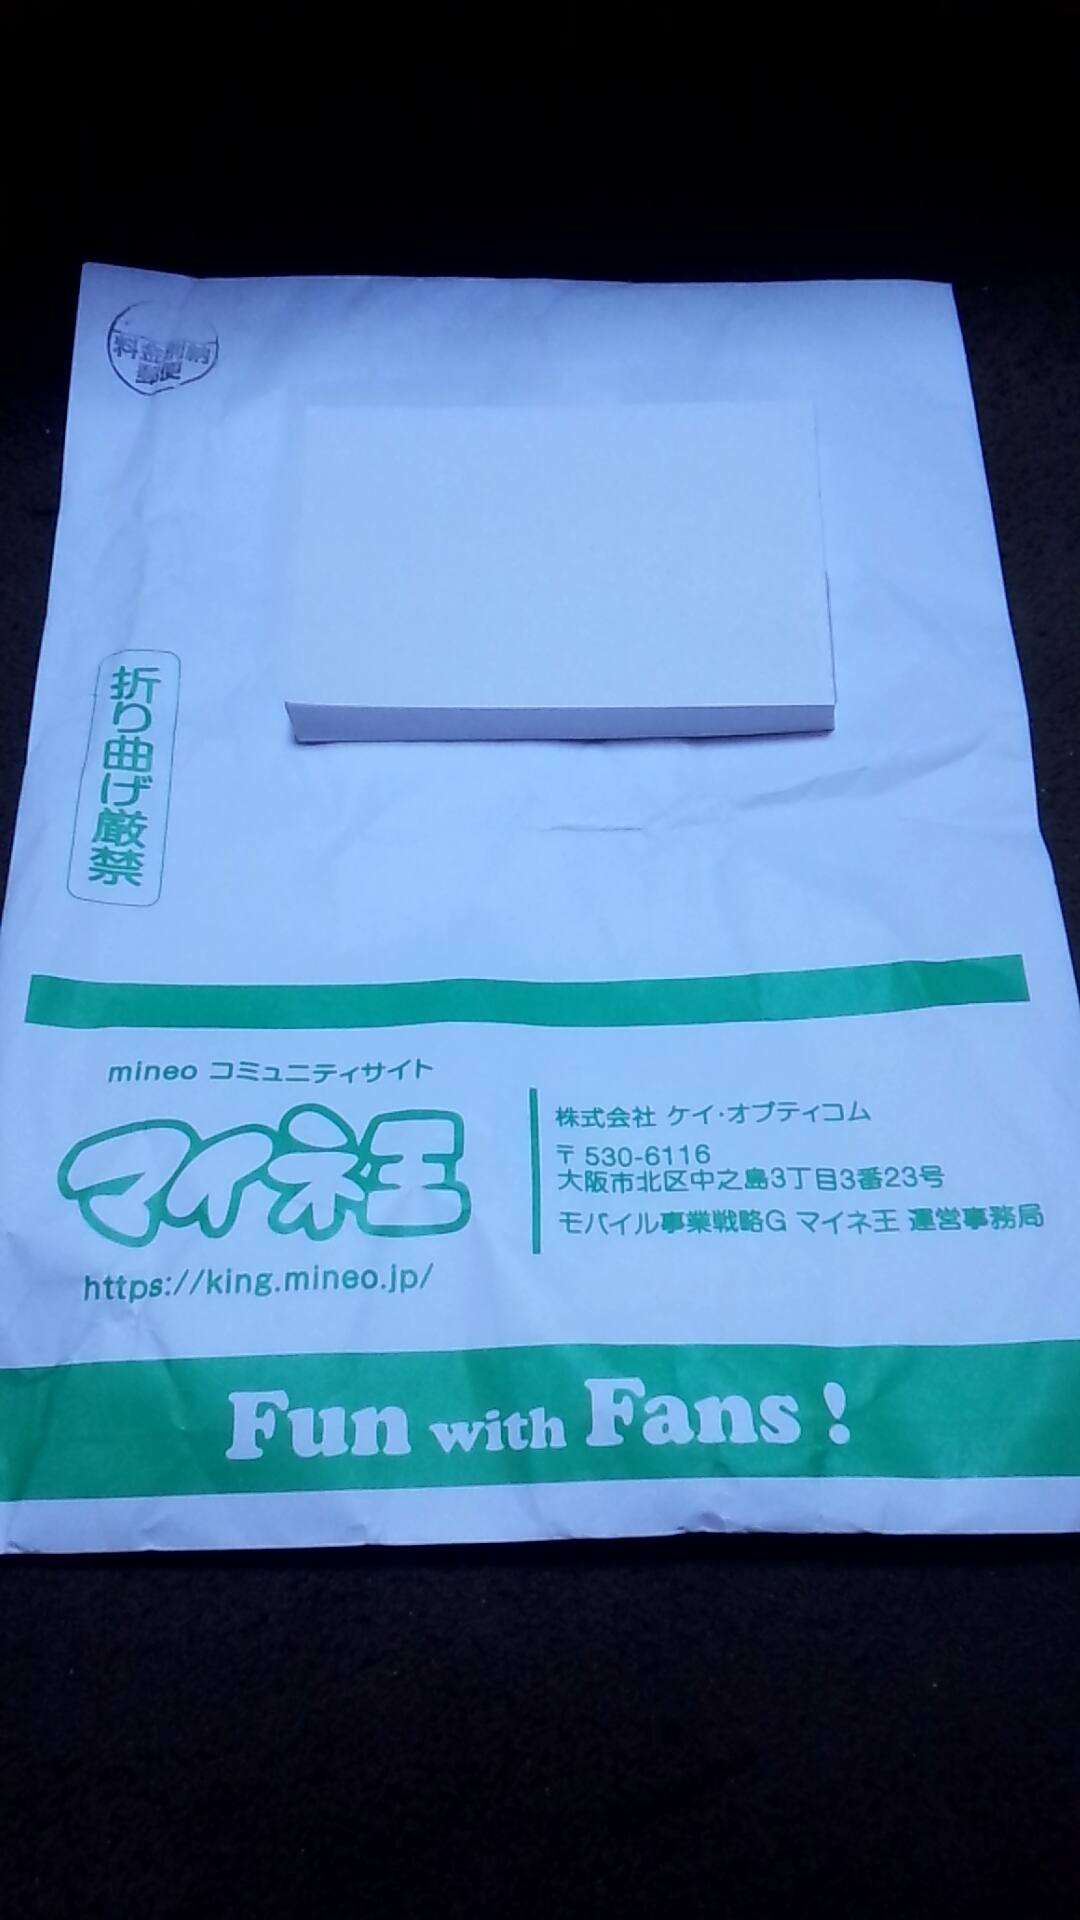 料金別納
郵便
折り曲げ厳禁
mineo コミュニティサイト
マイネ王
https://king.mineo.jp/
株式会社 ケイ・オプティコム
〒530-6116
大阪市北区中之島3丁目3番23号
モバイル事業戦略G マイネ王 運営事務局
Fun with Fans!